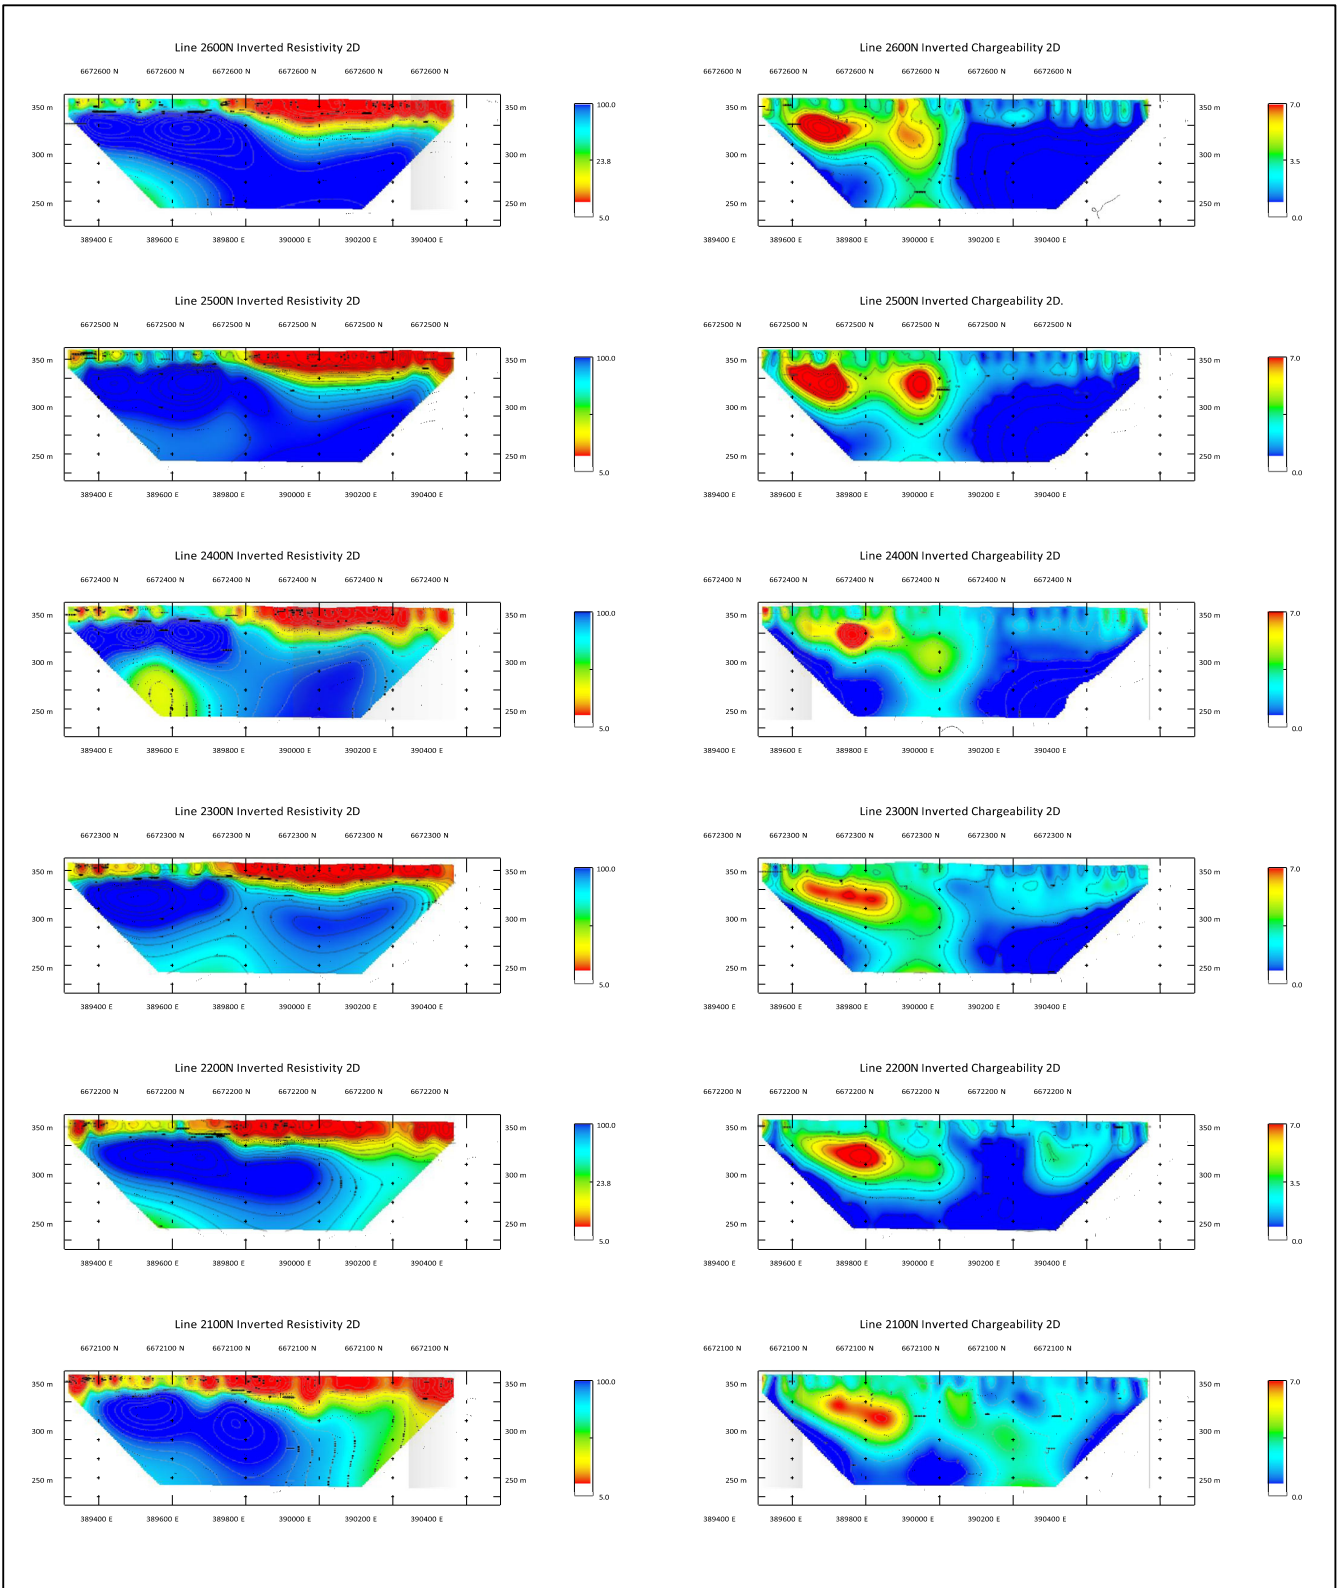 Line 2600N Inverted Resistivity 2D
6672600 N 6672600 N 6672600 N 6672600 N 6672600 N 6672600 N
350 m 350 m 100.0
300 m 300 m 23.8
250 m 250 m 5.0
389400 E 389600 E 389800 E 390000 E 390200 E 390400 E
Line 2600N Inverted Chargeability 2D
6672600 N 6672600 N 6672600 N 6672600 N 6672600 N 6672600 N
350 m 350 m 7.0
300 m 300 m 3.5
250 m 250 m 0.0
389400 E 389600 E 389800 E 390000 E 390200 E 390400 E
Line 2500N Inverted Resistivity 2D
6672500 N 6672500 N 6672500 N 6672500 N 6672500 N 6672500 N
350 m 350 m 100.0
300 m 300 m
250 m 250 m 5.0
389400 E 389600 E 389800 E 390000 E 390200 E 390400 E
Line 2500N Inverted Chargeability 2D.
6672500 N 6672500 N 6672500 N 6672500 N 6672500 N 6672500 N
350 m 350 m 7.0
300 m 300 m
250 m 250 m 0.0
389400 E 389600 E 389800 E 390000 E 390200 E 390400 E
Line 2400N Inverted Resistivity 2D
6672400 N 6672400 N 6672400 N 6672400 N 6672400 N 6672400 N
350 m 350 m 100.0
300 m 300 m
250 m 250 m 5.0
389400 E 389600 E 389800 E 390000 E 390200 E 390400 E
Line 2400N Inverted Chargeability 2D
6672400 N 6672400 N 6672400 N 6672400 N 6672400 N 6672400 N
350 m 350 m 7.0
300 m 300 m
250 m 250 m 0.0
389400 E 389600 E 389800 E 390000 E 390200 E 390400 E
Line 2300N Inverted Resistivity 2D
6672300 N 6672300 N 6672300 N 6672300 N 6672300 N 6672300 N
350 m 350 m 100.0
300 m 300 m
250 m 250 m 5.0
389400 E 389600 E 389800 E 390000 E 390200 E 390400 E
Line 2300N Inverted Chargeability 2D
6672300 N 6672300 N 6672300 N 6672300 N 6672300 N 6672300 N
350 m 350 m 7.0
300 m 300 m
250 m 250 m 0.0
389400 E 389600 E 389800 E 390000 E 390200 E 390400 E
Line 2200N Inverted Resistivity 2D
6672200 N 6672200 N 6672200 N 6672200 N 6672200 N 6672200 N
350 m 350 m 100.0
300 m 300 m 23.8
250 m 250 m 5.0
389400 E 389600 E 389800 E 390000 E 390200 E 390400 E
Line 2200N Inverted Chargeability 2D
6672200 N 6672200 N 6672200 N 6672200 N 6672200 N 6672200 N
350 m 350 m 7.0
300 m 300 m 3.5
250 m 250 m 0.0
389400 E 389600 E 389800 E 390000 E 390200 E 390400 E
Line 2100N Inverted Resistivity 2D
6672100 N 6672100 N 6672100 N 6672100 N 6672100 N 6672100 N
350 m 350 m 100.0
300 m 300 m
250 m 250 m 5.0
389400 E 389600 E 389800 E 390000 E 390200 E 390400 E
Line 2100N Inverted Chargeability 2D
6672100 N 6672100 N 6672100 N 6672100 N 6672100 N 6672100 N
350 m 350 m 7.0
300 m 300 m
250 m 250 m 0.0
389400 E 389600 E 389800 E 390000 E 390200 E 390400 E